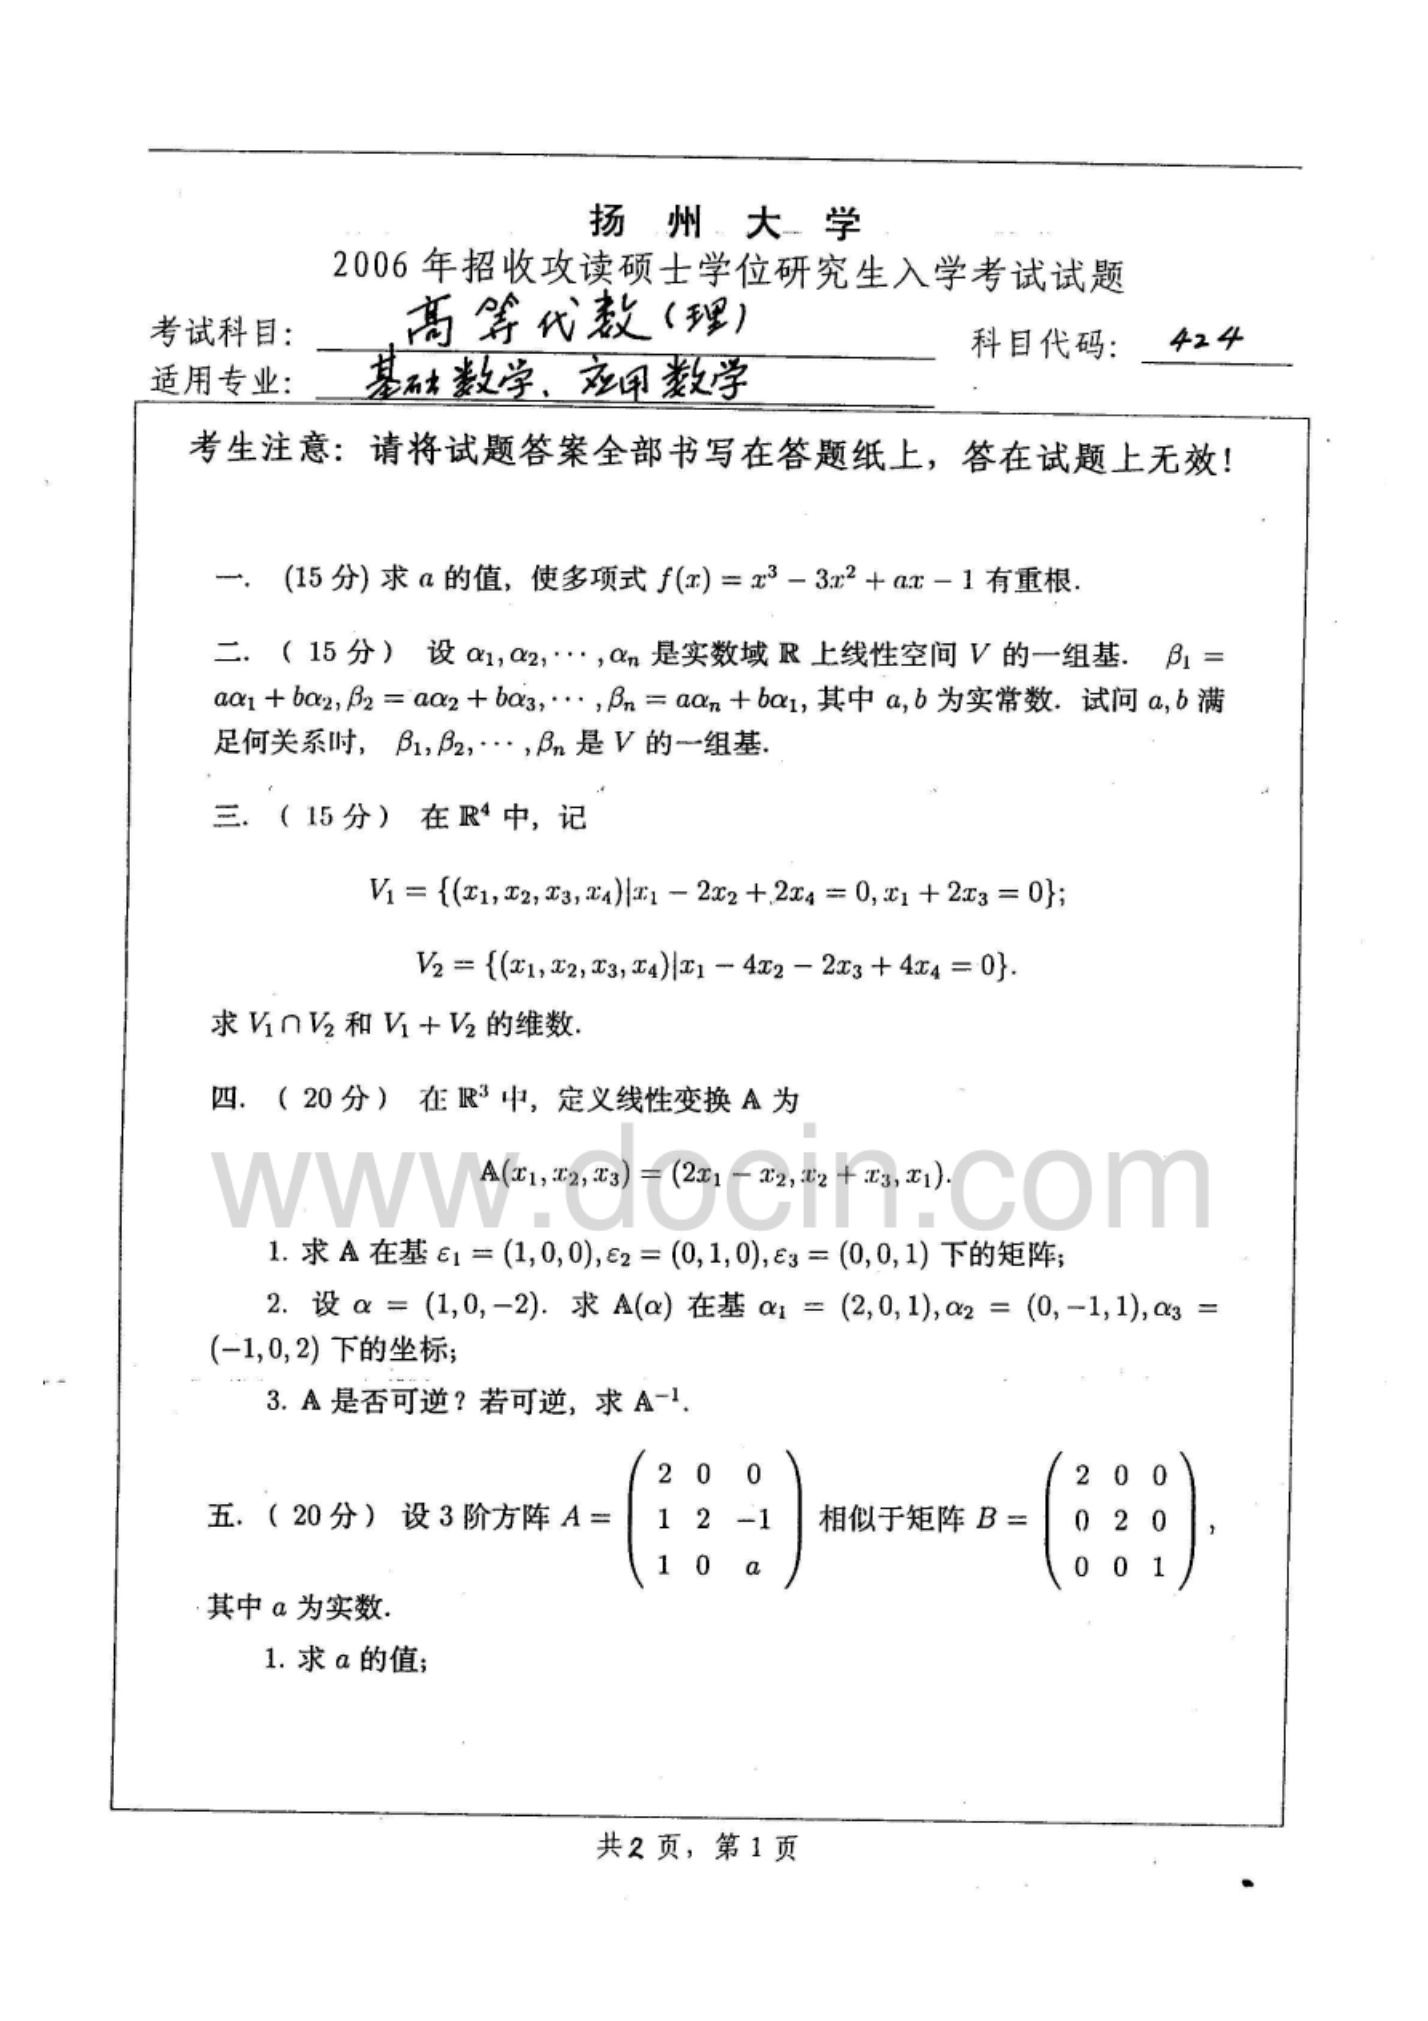 扬 州 大 学
2006 年招收攻读硕士学位研究生入学考试试题
考试科目: 高等代数(理) 科目代码: 424
适用专业: 基础数学、应用数学
考生注意: 请将试题答案全部书写在答题纸上, 答在试题上无效!
一. (15 分) 求 a 的值, 使多项式 f(x) = x³ − 3x² + ax − 1 有重根.
二. ( 15 分 ) 设 α₁, α₂, ⋯ , αₙ 是实数域 ℝ 上线性空间 V 的一组基. β₁ =
aα₁ + bα₂, β₂ = aα₂ + bα₃, ⋯ , βₙ = aαₙ + bα₁, 其中 a, b 为实常数. 试问 a, b 满
足何关系时, β₁, β₂, ⋯ , βₙ 是 V 的一组基.
三. ( 15 分 ) 在 ℝ⁴ 中, 记
V₁ = {(x₁, x₂, x₃, x₄)|x₁ − 2x₂ + 2x₄ = 0, x₁ + 2x₃ = 0};
V₂ = {(x₁, x₂, x₃, x₄)|x₁ − 4x₂ − 2x₃ + 4x₄ = 0}.
求 V₁ ∩ V₂ 和 V₁ + V₂ 的维数.
四. ( 20 分 ) 在 ℝ³ 中, 定义线性变换 𝔸 为
𝔸(x₁, x₂, x₃) = (2x₁ − x₂, x₂ + x₃, x₁).
www.docin.com
1. 求 𝔸 在基 ε₁ = (1, 0, 0), ε₂ = (0, 1, 0), ε₃ = (0, 0, 1) 下的矩阵;
2. 设 α = (1, 0, −2). 求 𝔸(α) 在基 α₁ = (2, 0, 1), α₂ = (0, −1, 1), α₃ =
(−1, 0, 2) 下的坐标;
3. 𝔸 是否可逆? 若可逆, 求 𝔸⁻¹.
2 0 0 2 0 0
五. ( 20 分 ) 设 3 阶方阵 A = 1 2 −1 相似于矩阵 B = 0 2 0 ,
1 0 a 0 0 1
其中 a 为实数.
1. 求 a 的值;
共 2 页, 第 1 页